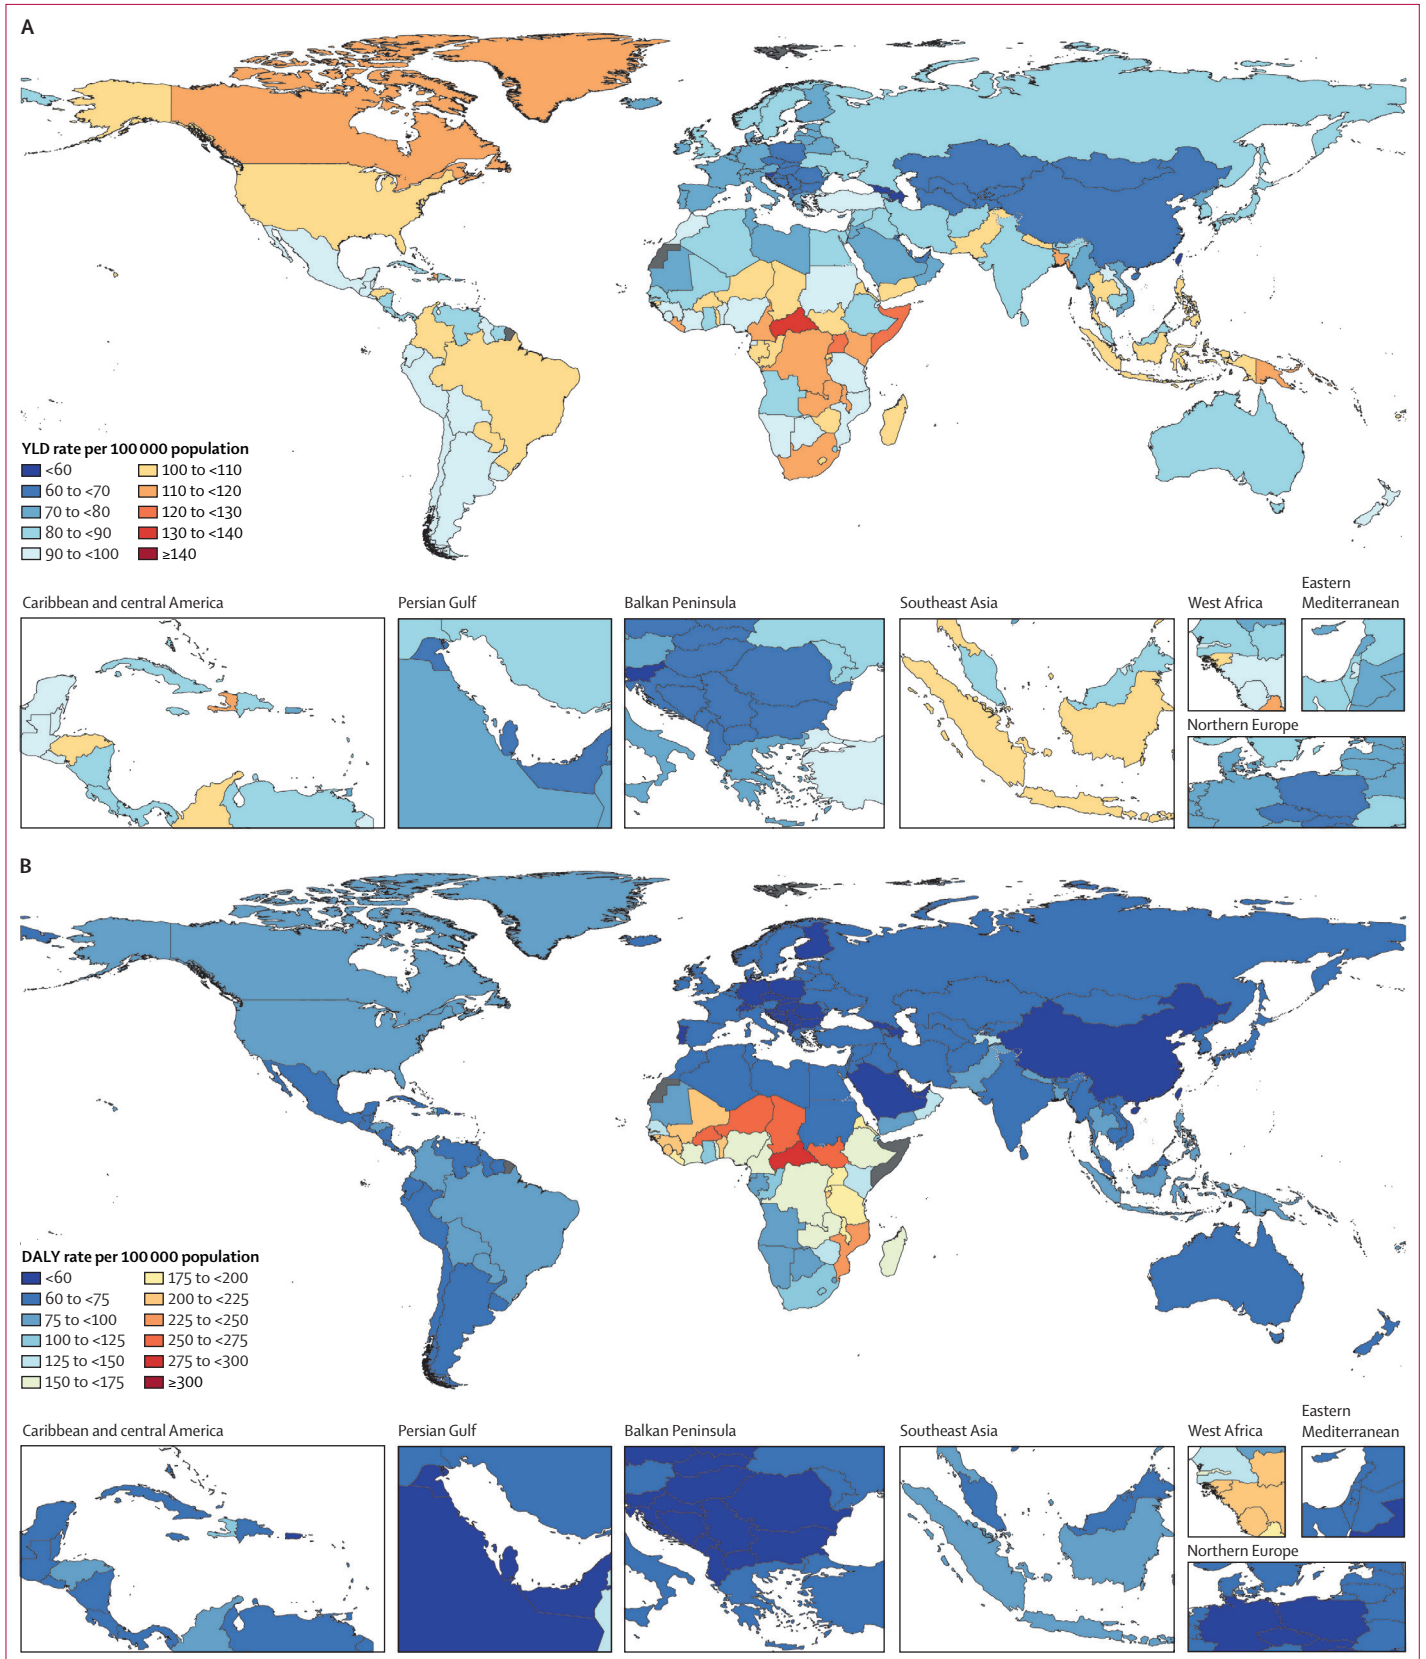 A
YLD rate per 100 000 population
<60
60 to <70
70 to <80
80 to <90
90 to <100
100 to <110
110 to <120
120 to <130
130 to <140
≥140
Caribbean and central America
Persian Gulf
Balkan Peninsula
Southeast Asia
West Africa
Eastern
Mediterranean
Northern Europe
B
DALY rate per 100 000 population
<60
60 to <75
75 to <100
100 to <125
125 to <150
150 to <175
175 to <200
200 to <225
225 to <250
250 to <275
275 to <300
≥300
Caribbean and central America
Persian Gulf
Balkan Peninsula
Southeast Asia
West Africa
Eastern
Mediterranean
Northern Europe